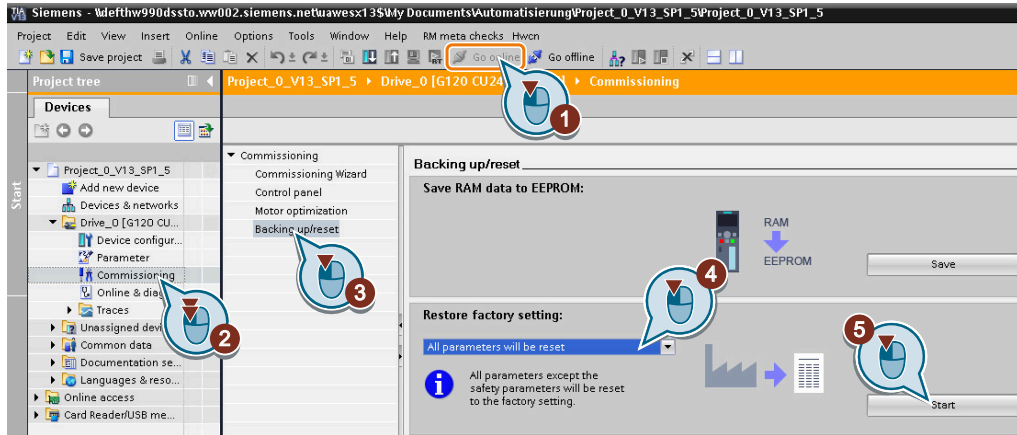 Siemens - \\defthw990dssto.ww002.siemens.net\uawesx13$\My Documents\Automatisierung\Project_0_V13_SP1_5\Project_0_V13_SP1_5
Project Edit View Insert Online Options Tools Window Help RM meta checks Hwcn
Save project Go online Go offline
Project tree
Project_0_V13_SP1_5 Drive_0 [G120 CU24 Commissioning
Devices
1
Start
Project_0_V13_SP1_5
Add new device
Devices & networks
Drive_0 [G120 CU...
Device configur...
Parameter
Commissioning
Online & diag
Traces
Unassigned devi
Common data
Documentation se...
Languages & reso...
Online access
Card Reader/USB me...
2
Commissioning
Commissioning Wizard
Control panel
Motor optimization
Backing up/reset
3
Backing up/reset
Save RAM data to EEPROM:
RAM
EEPROM
Save
4
Restore factory setting:
All parameters will be reset
All parameters except the
safety parameters will be reset
to the factory setting.
5
Start